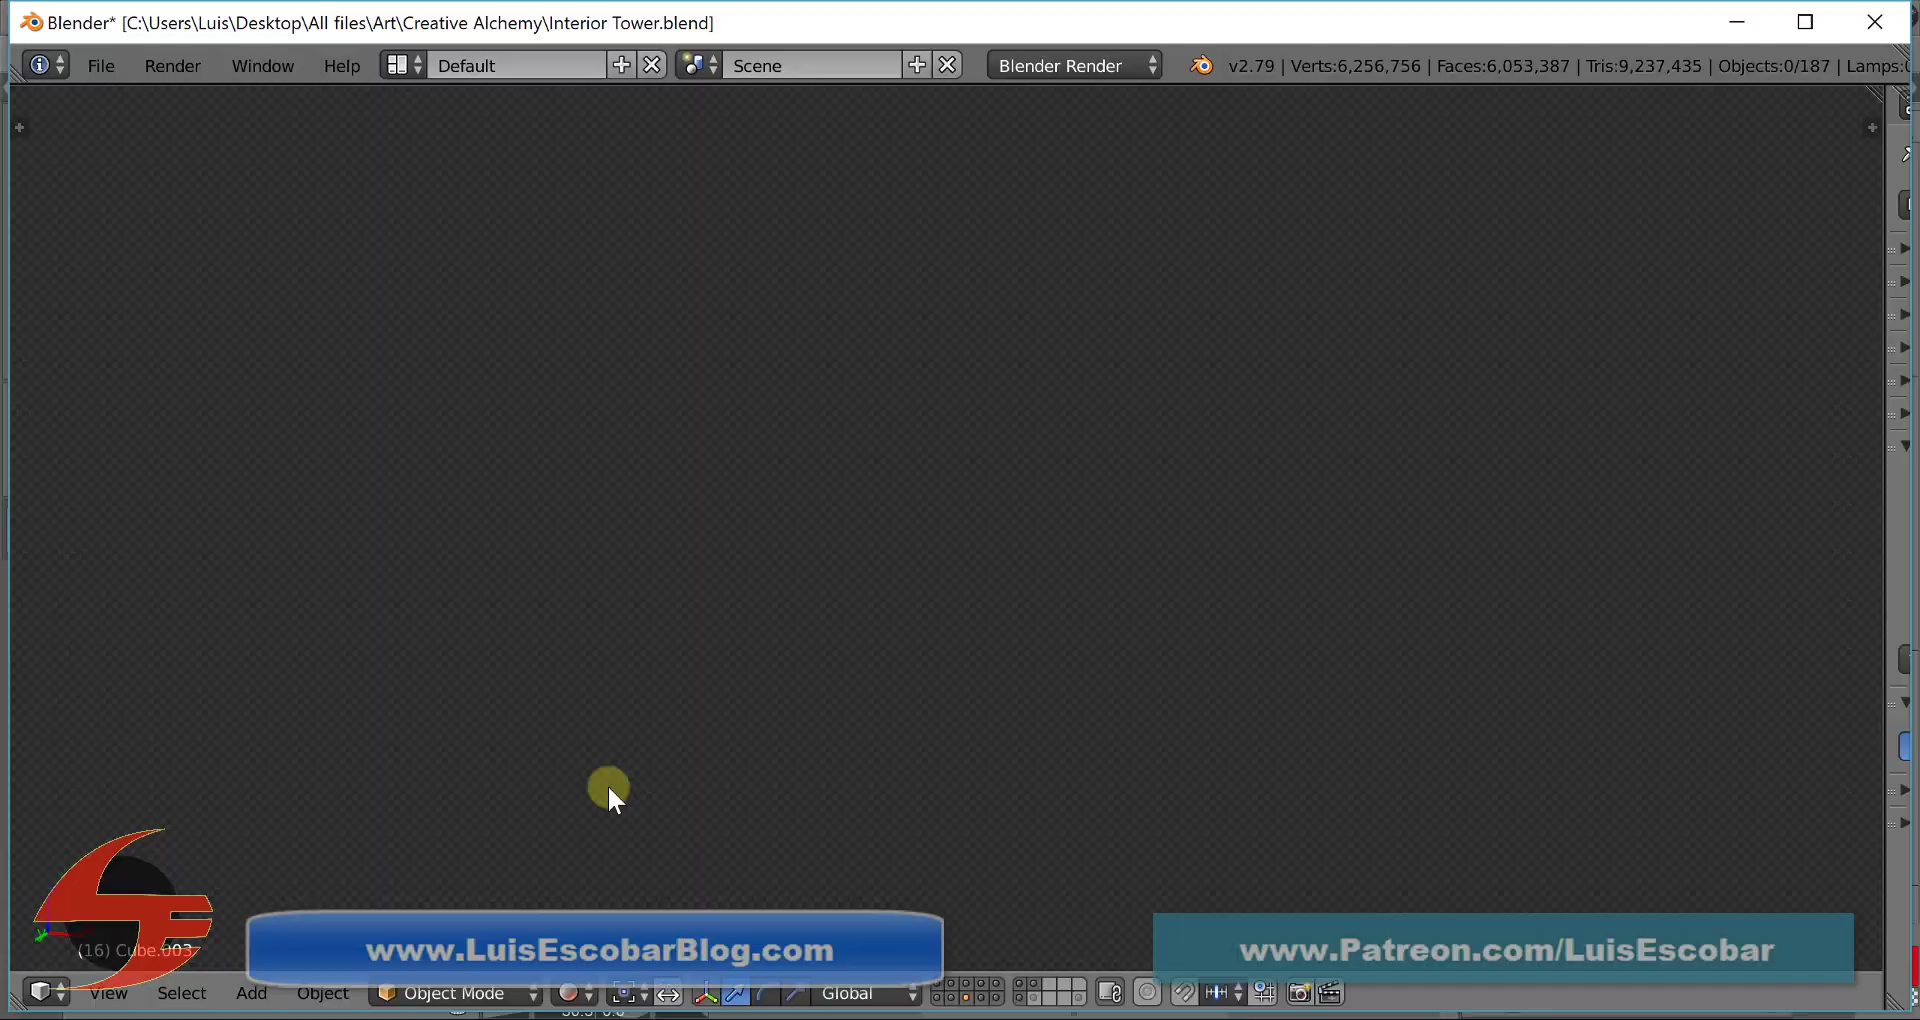 Blender* [C:\Users\Luis\Desktop\All files\Art\Creative Alchemy\Interior Tower.blend]
File Render Window Help Default Scene Blender Render v2.79 | Verts:6,256,756 | Faces:6,053,387 | Tris:9,237,435 | Objects:0/187 | Lamps:
(16) Cube.003
www.LuisEscobarBlog.com
www.Patreon.com/LuisEscobar
View Select Add Object Object Mode Global